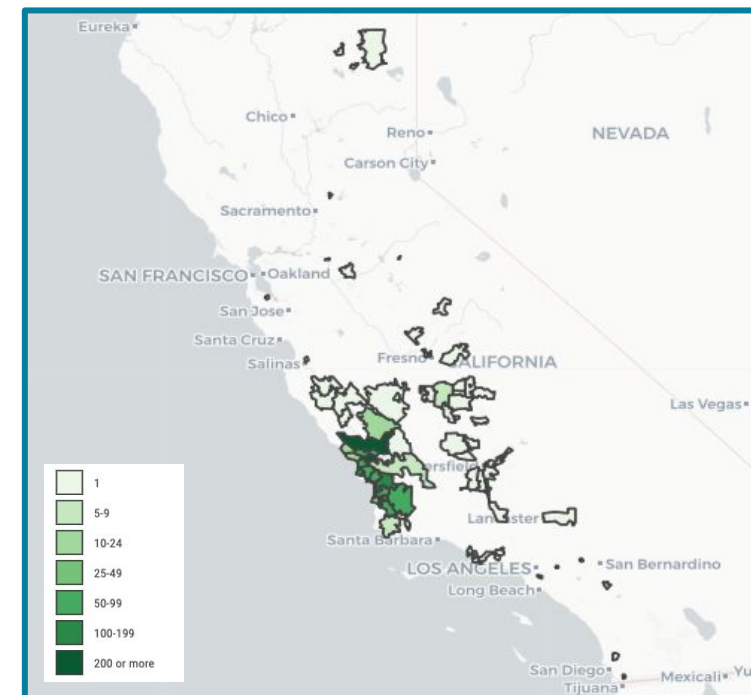 Eureka
Chico
Reno
NEVADA
Carson City
Sacramento
SAN FRANCISCO
Oakland
San Jose
Santa Cruz
Salinas
Fresno
CALIFORNIA
Las Vegas
ersfield
Lancaster
Santa Barbara
LOS ANGELES
San Bernardino
Long Beach
San Diego
Mexicali
Yu
Tijuana
1
5-9
10-24
25-49
50-99
100-199
200 or more